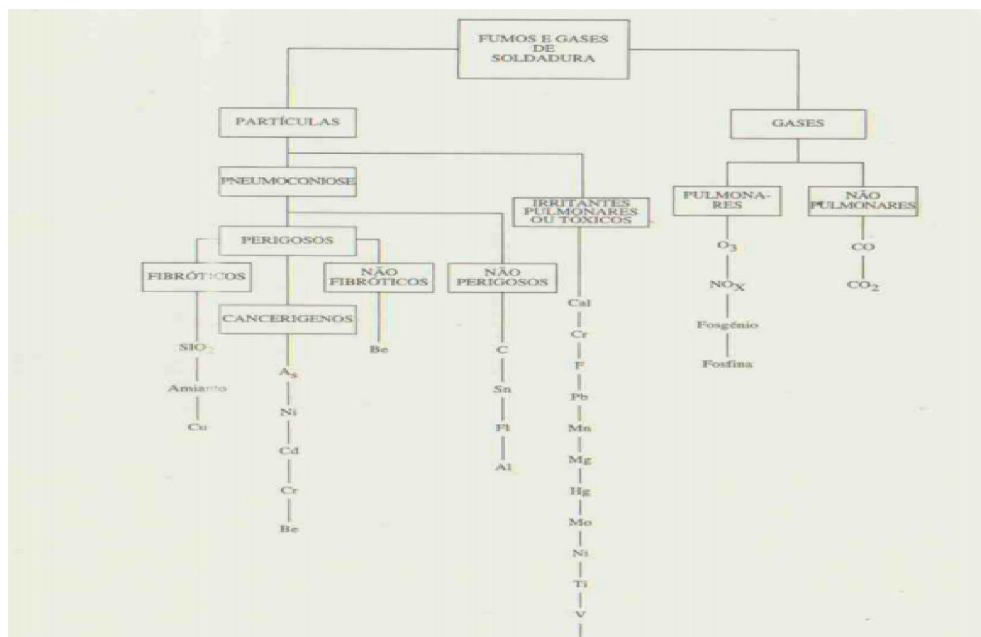 FUMOS E GASES
DE
SOLDADURA
PARTÍCULAS
GASES
PNEUMOCONIOSE
IRRITANTES
PULMONARES
OU TÓXICOS
PULMONA-
RES
NÃO
PULMONARES
PERIGOSOS
FIBRÓTICOS
NÃO
FIBRÓTICOS
NÃO
PERIGOSOS
CANCERIGENOS
SIO2
Amianto
Cu
As
Ni
Cd
Cr
Be
Be
C
Sn
Al
Cal
Cr
F
Pb
Mn
Mg
Hg
Mo
Ni
Ti
V
O3
NOX
Fosgénio
Fosfina
CO
CO2